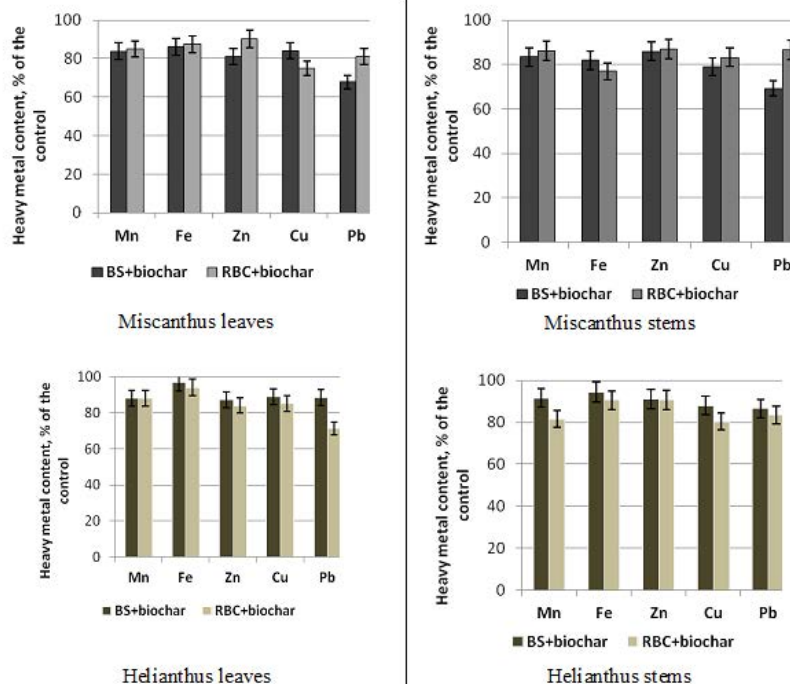 Heavy metal content, % of the
control
100
80
60
40
20
0
Mn Fe Zn Cu Pb
BS+biochar RBC+biochar
Miscanthus leaves
Heavy metal content, % of the
control
100
80
60
40
20
0
Mn Fe Zn Cu Pb
BS+biochar RBC+biochar
Miscanthus stems
Heavy metal content, % of the
control
100
80
60
40
20
0
Mn Fe Zn Cu Pb
BS+biochar RBC+biochar
Helianthus leaves
Heavy metal content, % of the
control
100
80
60
40
20
0
Mn Fe Zn Cu Pb
BS+biochar RBC+biochar
Helianthus stems